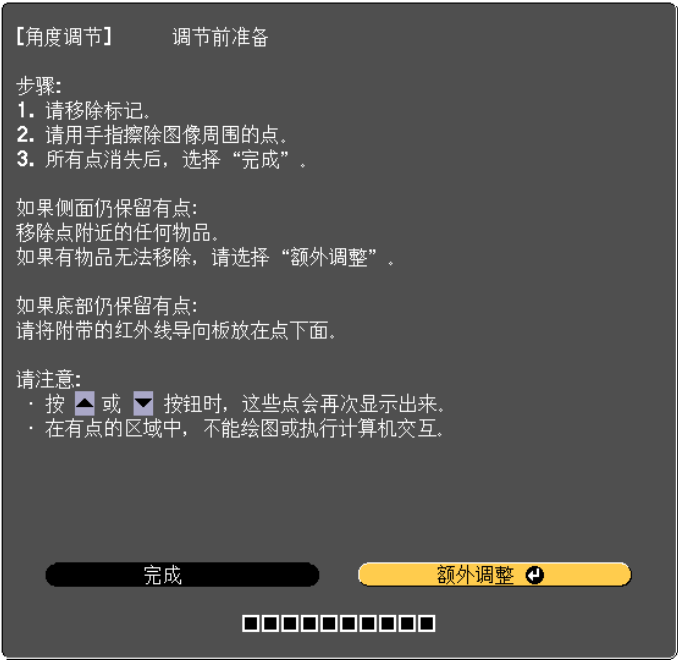 【角度调节】 调节前准备
步骤:
1. 请移除标记。
2. 请用手指擦除图像周围的点。
3. 所有点消失后，选择“完成”。
如果侧面仍保留有点:
移除点附近的任何物品。
如果有物品无法移除，请选择“额外调整”。
如果底部仍保留有点:
请将附带的红外线导向板放在点下面。
请注意:
· 按 ▲ 或 ▼ 按钮时，这些点会再次显示出来。
· 在有点的区域中，不能绘图或执行计算机交互。
完成 额外调整